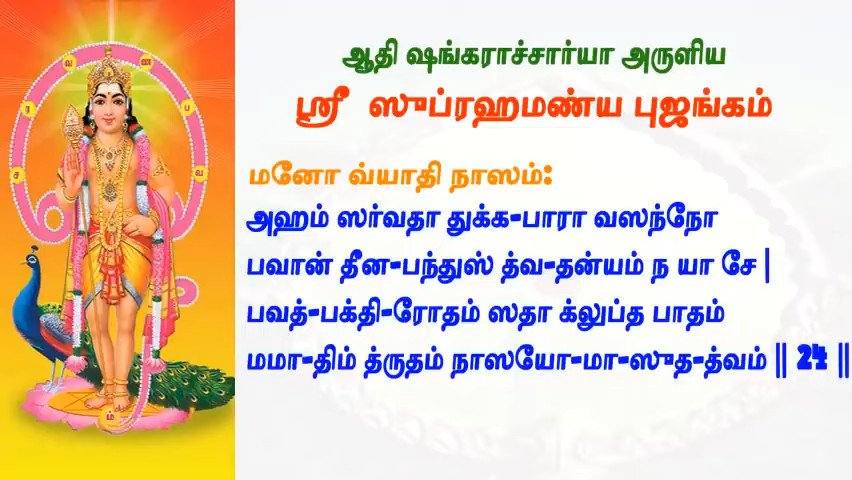 ஆதி ஷங்கராச்சார்யா அருளிய
ஸ்ரீ ஸுப்ரஹமண்ய புஜங்கம்
மனோ வ்யாதி நாஸம்:
அஹம் ஸர்வதா துக்க-பாரா வஸந்நோ
பவான் தீன-பந்துஸ் த்வ-தன்யம் ந யா சே |
பவத்-பக்தி-ரோதம் ஸதா க்லுப்த பாதம்
மமா-திம் த்ருதம் நாஸயோ-மா-ஸுத-த்வம் || 24 ||
ச ர வ ண ப வ
ம்